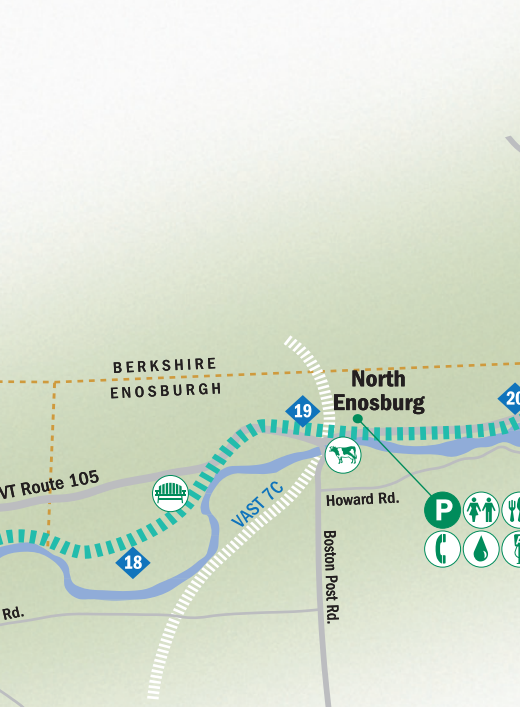 BERKSHIRE
ENOSBURGH
North
Enosburg
19
20
VT Route 105
VAST 7C
Howard Rd.
P
18
Boston Post Rd.
Rd.